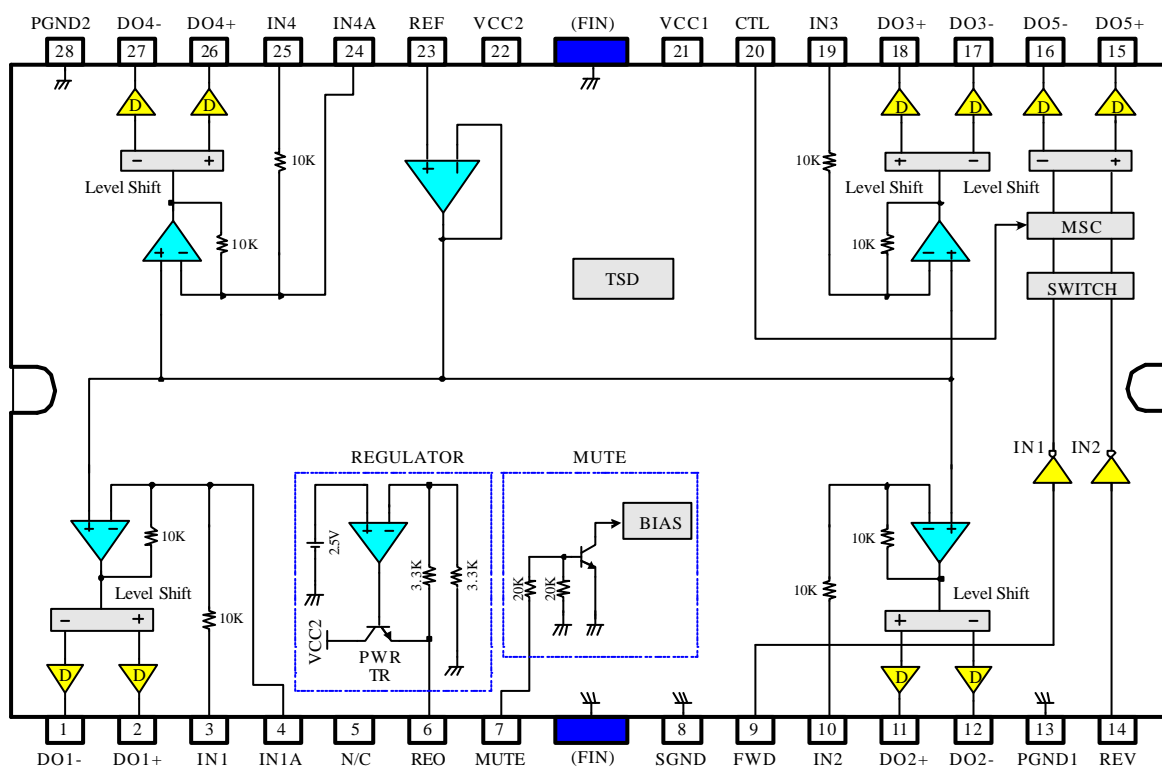 PGND2 DO4- DO4+ IN4 IN4A REF VCC2 (FIN) VCC1 CTL IN3 DO3+ DO3- DO5- DO5+
28 27 26 25 24 23 22 21 20 19 18 17 16 15
D D D D D D
- + + - + - - +
10K 10K
Level Shift Level Shift Level Shift
MSC
10K 10K
+ - - +
TSD SWITCH
REGULATOR MUTE IN1 IN2
+ - + - - +
10K 2.5V BIAS 10K
3.3K 3.3K 20K 20K 10K
Level Shift Level Shift
10K
- + + -
VCC2 PWR
TR
D D D D
1 2 3 4 5 6 7 8 9 10 11 12 13 14
DO1- DO1+ IN1 IN1A N/C REO MUTE (FIN) SGND FWD IN2 DO2+ DO2- PGND1 REV